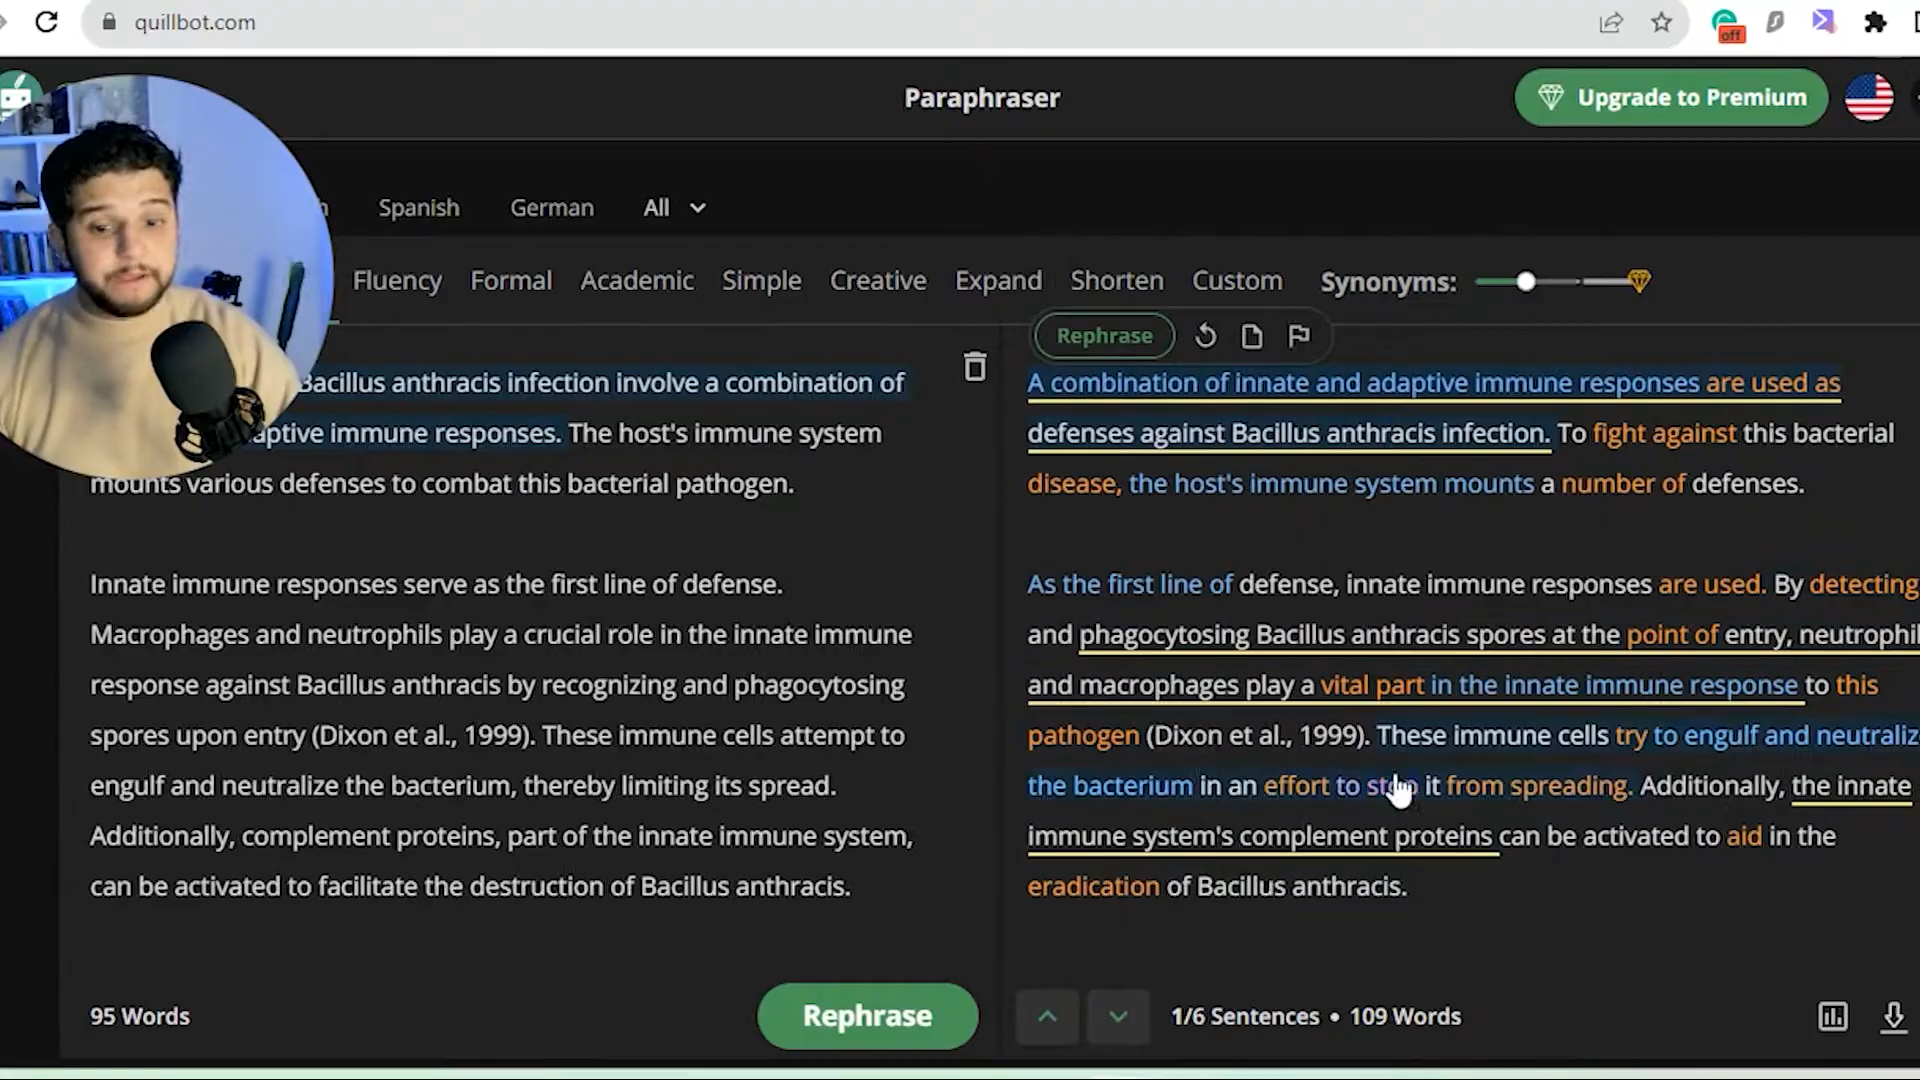 quillbot.com
off
Paraphraser
Upgrade to Premium
Spanish German All
Fluency Formal Academic Simple Creative Expand Shorten Custom Synonyms:
Rephrase
Bacillus anthracis infection involve a combination of
immune responses. The host's immune system
mounts various defenses to combat this bacterial pathogen.
Innate immune responses serve as the first line of defense.
Macrophages and neutrophils play a crucial role in the innate immune
response against Bacillus anthracis by recognizing and phagocytosing
spores upon entry (Dixon et al., 1999). These immune cells attempt to
engulf and neutralize the bacterium, thereby limiting its spread.
Additionally, complement proteins, part of the innate immune system,
can be activated to facilitate the destruction of Bacillus anthracis.
95 Words
Rephrase
A combination of innate and adaptive immune responses are used as
defenses against Bacillus anthracis infection. To fight against this bacterial
disease, the host's immune system mounts a number of defenses.
As the first line of defense, innate immune responses are used. By detecting
and phagocytosing Bacillus anthracis spores at the point of entry, neutrophil
and macrophages play a vital part in the innate immune response to this
pathogen (Dixon et al., 1999). These immune cells try to engulf and neutraliz
the bacterium in an effort to stop it from spreading. Additionally, the innate
immune system's complement proteins can be activated to aid in the
eradication of Bacillus anthracis.
1/6 Sentences • 109 Words